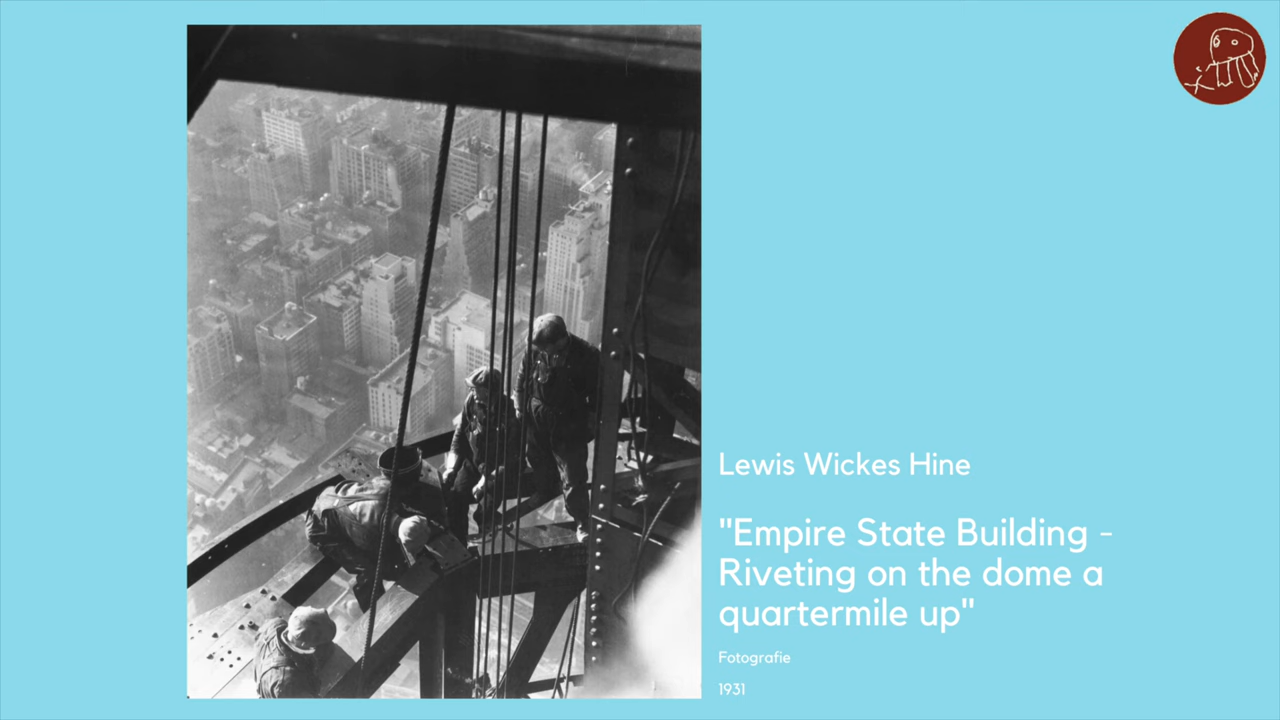 Lewis Wickes Hine
"Empire State Building -
Riveting on the dome a
quartermile up"
Fotografie
1931